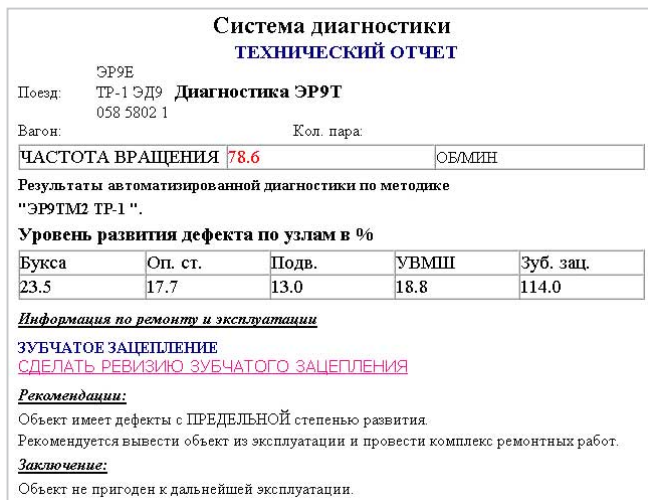 Система диагностики
ТЕХНИЧЕСКИЙ ОТЧЕТ
ЭР9Е
Поезд: ТР-1 ЭД9 Диагностика ЭР9Т
058 5802 1
Вагон: Кол. пара:
ЧАСТОТА ВРАЩЕНИЯ 78.6 ОБ/МИН
Результаты автоматизированной диагностики по методике
"ЭР9ТМ2 ТР-1 ".
Уровень развития дефекта по узлам в %
Букса Оп. ст. Подв. УВМШ Зуб. зац.
23.5 17.7 13.0 18.8 114.0
Информация по ремонту и эксплуатации
ЗУБЧАТОЕ ЗАЦЕПЛЕНИЕ
СДЕЛАТЬ РЕВИЗИЮ ЗУБЧАТОГО ЗАЦЕПЛЕНИЯ
Рекомендации:
Объект имеет дефекты с ПРЕДЕЛЬНОЙ степенью развития.
Рекомендуется вывести объект из эксплуатации и провести комплекс ремонтных работ.
Заключение:
Объект не пригоден к дальнейшей эксплуатации.